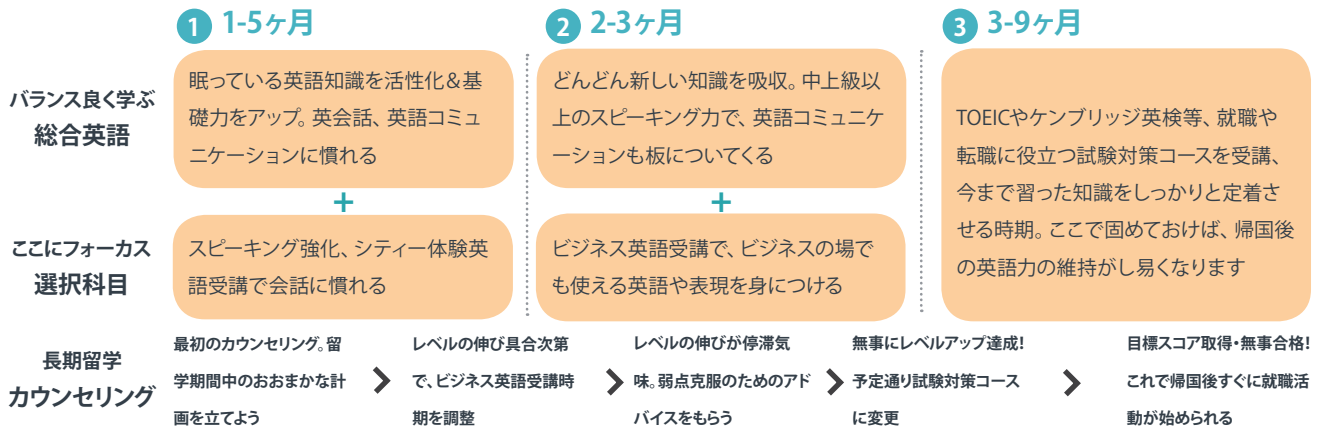 1 1-5ヶ月
2 2-3ヶ月
3 3-9ヶ月
バランス良く学ぶ
総合英語
眠っている英語知識を活性化&基
礎力をアップ。英会話、英語コミュ
ニケーションに慣れる
どんどん新しい知識を吸収。中上級以
上のスピーキング力で、英語コミュニケ
ーションも板についてくる
TOEICやケンブリッジ英検等、就職や
転職に役立つ試験対策コースを受講、
今まで習った知識をしっかりと定着さ
せる時期。ここで固めておけば、帰国後
の英語力の維持がし易くなります
+
+
ここにフォーカス
選択科目
スピーキング強化、シティー体験英
語受講で会話に慣れる
ビジネス英語受講で、ビジネスの場で
も使える英語や表現を身につける
長期留学
カウンセリング
最初のカウンセリング。留
学期間中のおおまかな計
画を立てよう
レベルの伸び具合次第
で、ビジネス英語受講時
期を調整
レベルの伸びが停滞気
味。弱点克服のためのアド
バイスをもらう
無事にレベルアップ達成!
予定通り試験対策コース
に変更
目標スコア取得・無事合格!
これで帰国後すぐに就職活
動が始められる